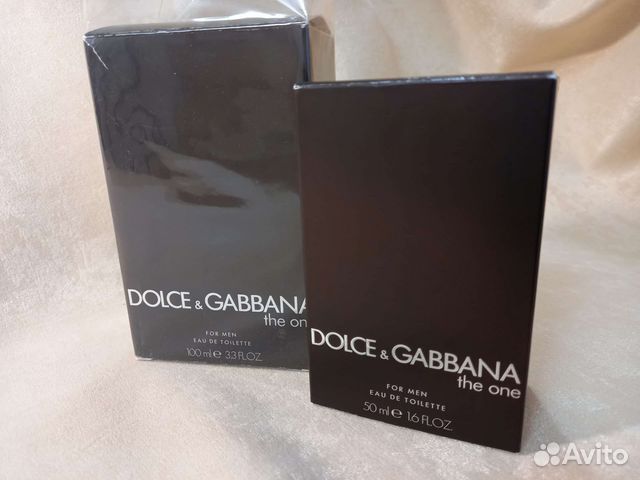 DOLCE & GABBANA
the one
FOR MEN
EAU DE TOILETTE
100 ml e 3.3 FL.OZ.
DOLCE & GABBANA
the one
FOR MEN
EAU DE TOILETTE
50 ml e 1.6 FL.OZ.
Avito